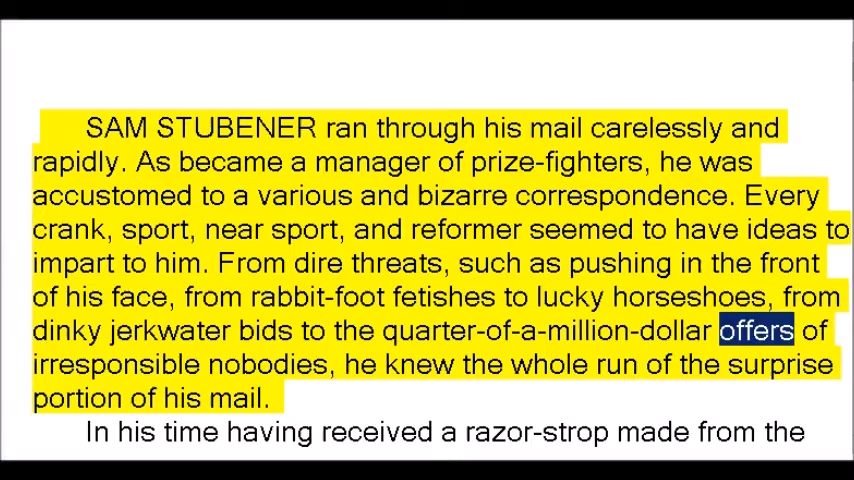 SAM STUBENER ran through his mail carelessly and
rapidly. As became a manager of prize-fighters, he was
accustomed to a various and bizarre correspondence. Every
crank, sport, near sport, and reformer seemed to have ideas to
impart to him. From dire threats, such as pushing in the front
of his face, from rabbit-foot fetishes to lucky horseshoes, from
dinky jerkwater bids to the quarter-of-a-million-dollar offers of
irresponsible nobodies, he knew the whole run of the surprise
portion of his mail.
In his time having received a razor-strop made from the